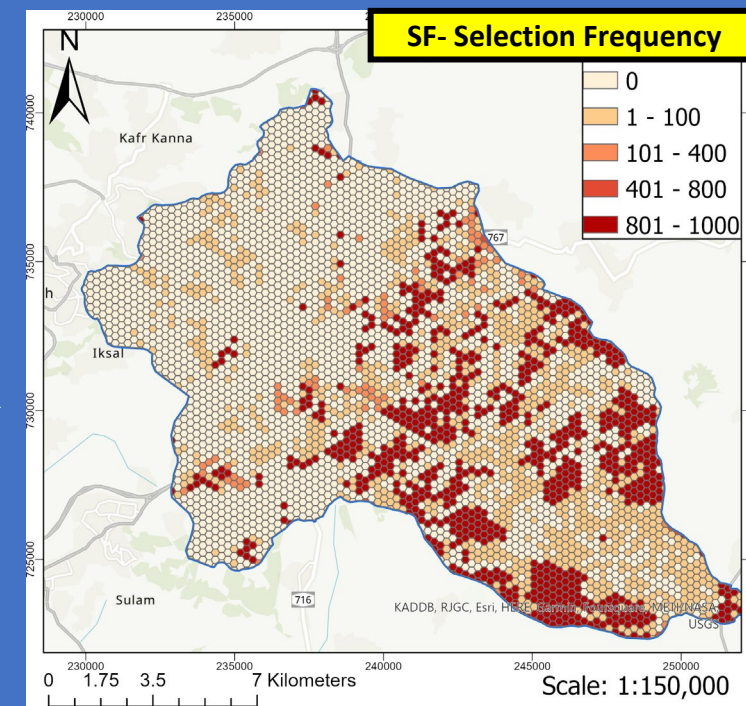 230000 235000
SF- Selection Frequency
N
0
1 - 100
101 - 400
401 - 800
801 - 1000
740000
735000
730000
725000
Kafr Kanna
767
h
Iksal
Sulam
716
KADDB, RJGC, Esri, HERE, Garmin, Foursquare, METI/NASA,
USGS
230000 235000 240000 245000 250000
0 1.75 3.5 7 Kilometers
Scale: 1:150,000